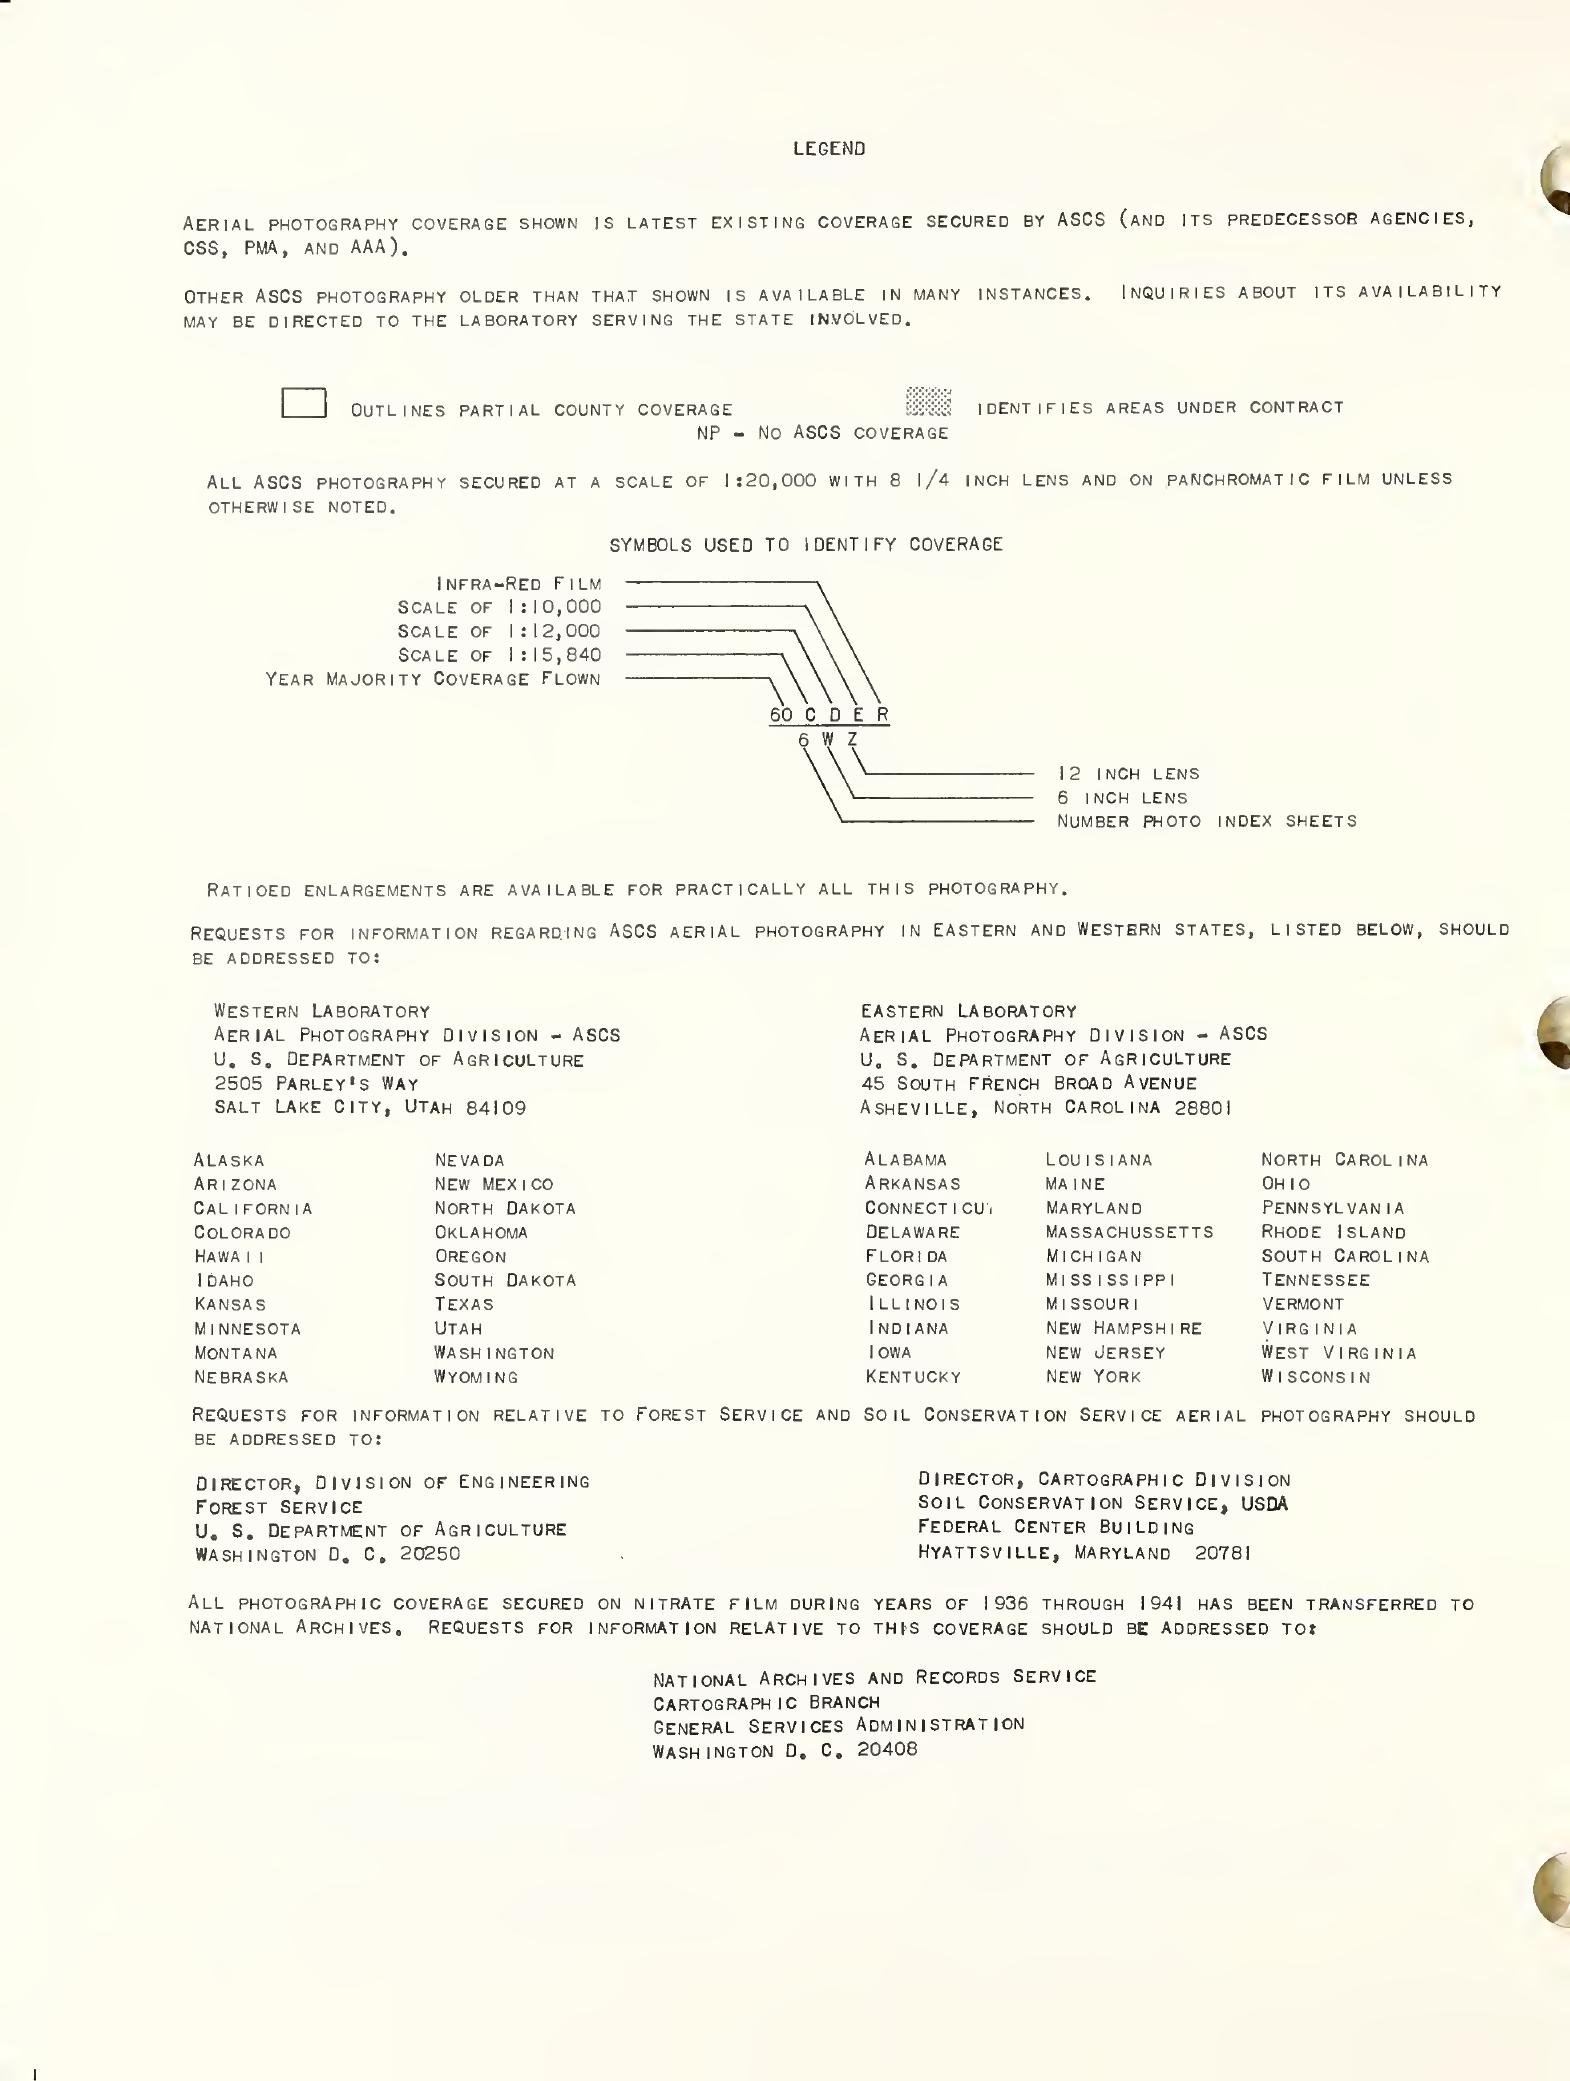 LEGEND
AERIAL PHOTOGRAPHY COVERAGE SHOWN IS LATEST EXISTING COVERAGE SECURED BY ASCS (AND ITS PREDECESSOR AGENCIES,
CSS, PMA, AND AAA).
OTHER ASCS PHOTOGRAPHY OLDER THAN THAT SHOWN IS AVAILABLE IN MANY INSTANCES. INQUIRIES ABOUT ITS AVAILABILITY
MAY BE DIRECTED TO THE LABORATORY SERVING THE STATE INVOLVED.
OUTLINES PARTIAL COUNTY COVERAGE IDENTIFIES AREAS UNDER CONTRACT
NP - NO ASCS COVERAGE
ALL ASCS PHOTOGRAPHY SECURED AT A SCALE OF 1:20,000 WITH 8 1/4 INCH LENS AND ON PANCHROMATIC FILM UNLESS
OTHERWISE NOTED.
SYMBOLS USED TO IDENTIFY COVERAGE
INFRA-RED FILM
SCALE OF 1:10,000
SCALE OF 1:12,000
SCALE OF 1:15,840
YEAR MAJORITY COVERAGE FLOWN
60 C D E R
6 W Z
12 INCH LENS
6 INCH LENS
NUMBER PHOTO INDEX SHEETS
RATIOED ENLARGEMENTS ARE AVAILABLE FOR PRACTICALLY ALL THIS PHOTOGRAPHY.
REQUESTS FOR INFORMATION REGARDING ASCS AERIAL PHOTOGRAPHY IN EASTERN AND WESTERN STATES, LISTED BELOW, SHOULD
BE ADDRESSED TO:
WESTERN LABORATORY
AERIAL PHOTOGRAPHY DIVISION - ASCS
U. S. DEPARTMENT OF AGRICULTURE
2505 PARLEY'S WAY
SALT LAKE CITY, UTAH 84109
EASTERN LABORATORY
AERIAL PHOTOGRAPHY DIVISION - ASCS
U. S. DEPARTMENT OF AGRICULTURE
45 SOUTH FRENCH BROAD AVENUE
ASHEVILLE, NORTH CAROLINA 28801
ALASKA NEVADA
ARIZONA NEW MEXICO
CALIFORNIA NORTH DAKOTA
COLORADO OKLAHOMA
HAWAII OREGON
IDAHO SOUTH DAKOTA
KANSAS TEXAS
MINNESOTA UTAH
MONTANA WASHINGTON
NEBRASKA WYOMING
ALABAMA LOUISIANA NORTH CAROLINA
ARKANSAS MAINE OHIO
CONNECTICUT MARYLAND PENNSYLVANIA
DELAWARE MASSACHUSSETTS RHODE ISLAND
FLORIDA MICHIGAN SOUTH CAROLINA
GEORGIA MISSISSIPPI TENNESSEE
ILLINOIS MISSOURI VERMONT
INDIANA NEW HAMPSHIRE VIRGINIA
IOWA NEW JERSEY WEST VIRGINIA
KENTUCKY NEW YORK WISCONSIN
REQUESTS FOR INFORMATION RELATIVE TO FOREST SERVICE AND SOIL CONSERVATION SERVICE AERIAL PHOTOGRAPHY SHOULD
BE ADDRESSED TO:
DIRECTOR, DIVISION OF ENGINEERING
FOREST SERVICE
U. S. DEPARTMENT OF AGRICULTURE
WASHINGTON D. C. 20250
DIRECTOR, CARTOGRAPHIC DIVISION
SOIL CONSERVATION SERVICE, USDA
FEDERAL CENTER BUILDING
HYATTSVILLE, MARYLAND 20781
ALL PHOTOGRAPHIC COVERAGE SECURED ON NITRATE FILM DURING YEARS OF 1936 THROUGH 1941 HAS BEEN TRANSFERRED TO
NATIONAL ARCHIVES. REQUESTS FOR INFORMATION RELATIVE TO THIS COVERAGE SHOULD BE ADDRESSED TO:
NATIONAL ARCHIVES AND RECORDS SERVICE
CARTOGRAPHIC BRANCH
GENERAL SERVICES ADMINISTRATION
WASHINGTON D. C. 20408